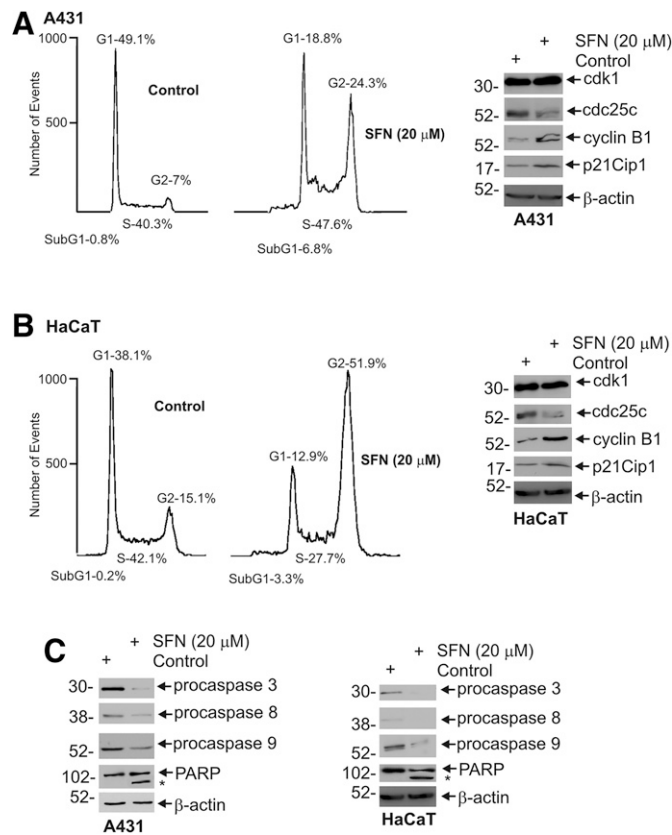 A
A431
1000
500
Number of Events
G1-49.1%
Control
G2-7%
S-40.3%
SubG1-0.8%
G1-18.8%
G2-24.3%
SFN (20 μM)
S-47.6%
SubG1-6.8%
+ SFN (20 μM)
+ Control
30- cdk1
52- cdc25c
52- cyclin B1
17- p21Cip1
52- β-actin
A431
B
HaCaT
1000
500
Number of Events
G1-38.1%
Control
G2-15.1%
S-42.1%
SubG1-0.2%
G2-51.9%
G1-12.9%
SFN (20 μM)
S-27.7%
SubG1-3.3%
+ SFN (20 μM)
+ Control
30- cdk1
52- cdc25c
52- cyclin B1
17- p21Cip1
52- β-actin
HaCaT
C
+ SFN (20 μM)
+ Control
30- procaspase 3
38- procaspase 8
52- procaspase 9
102- PARP
*
52- β-actin
A431
+ SFN (20 μM)
+ Control
30- procaspase 3
38- procaspase 8
52- procaspase 9
102- PARP
*
52- β-actin
HaCaT